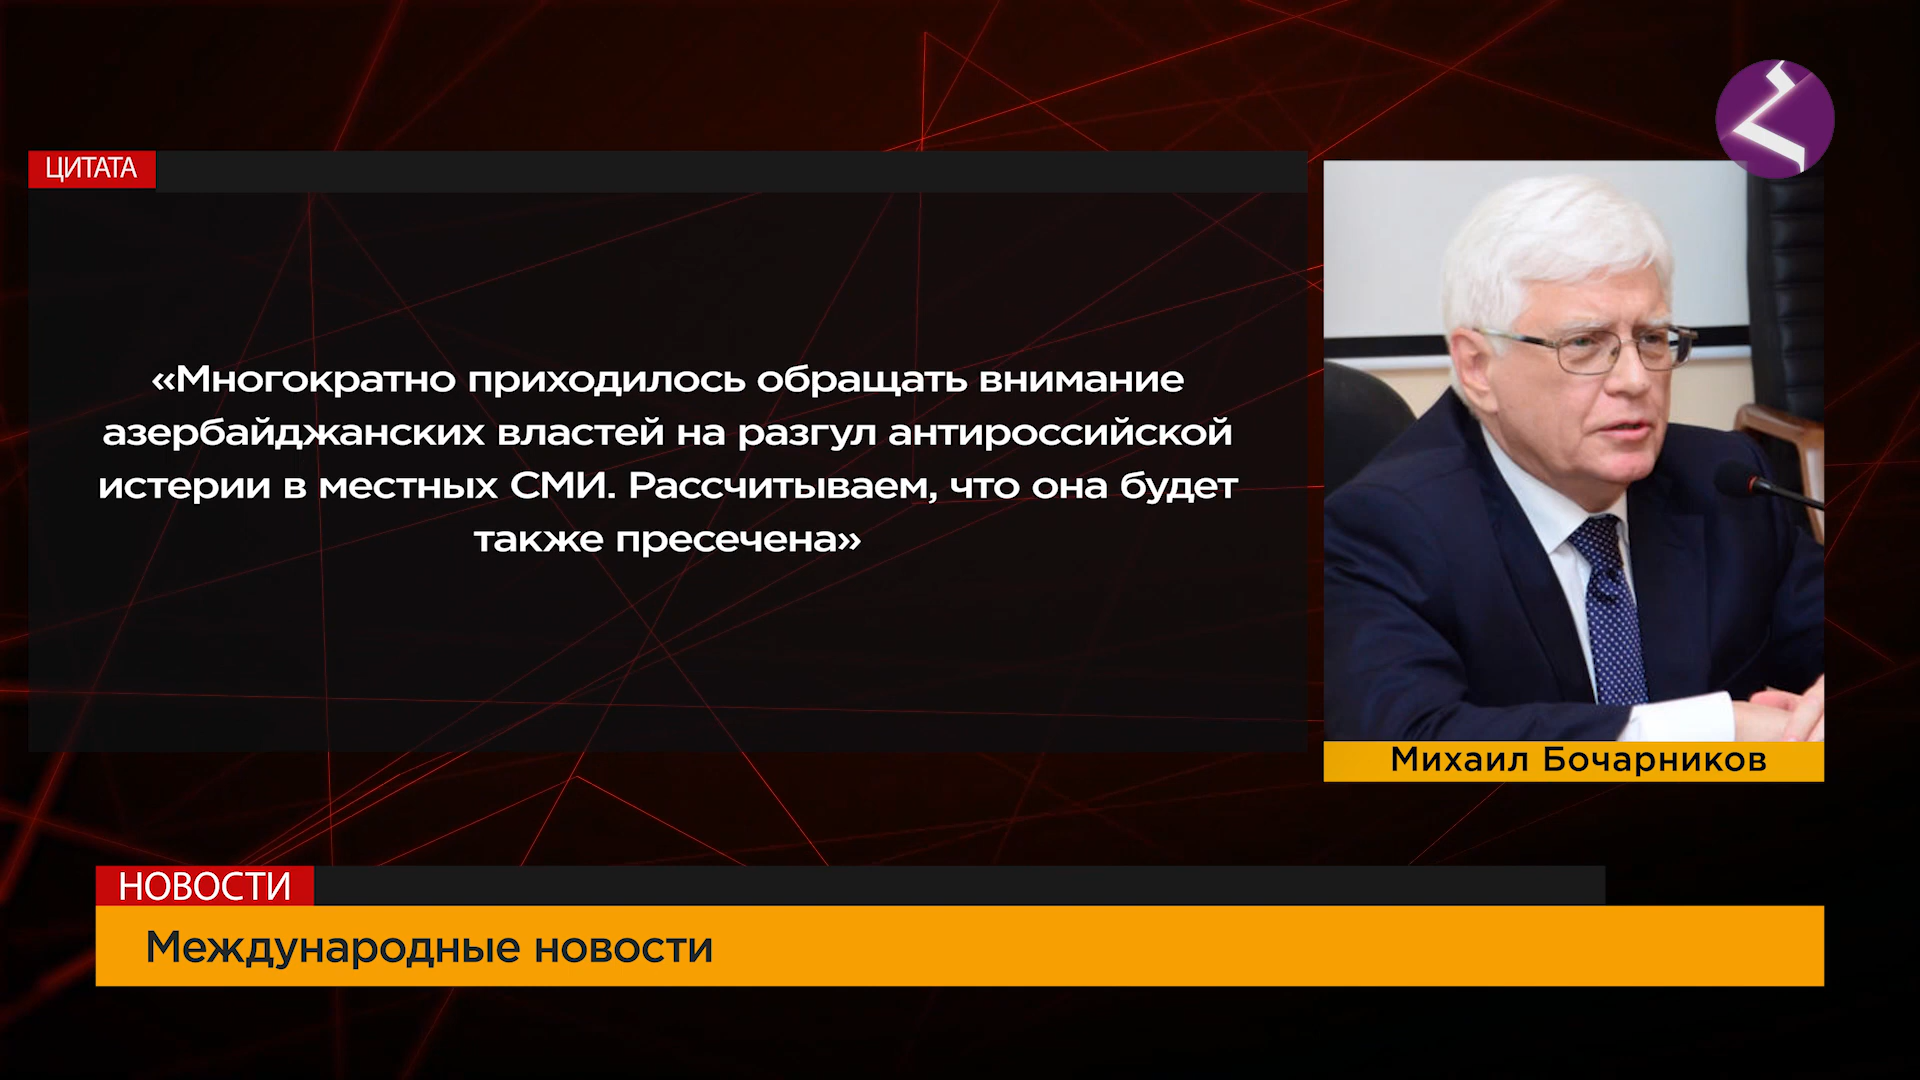 ЦИТАТА
«Многократно приходилось обращать внимание
азербайджанских властей на разгул антироссийской
истерии в местных СМИ. Рассчитываем, что она будет
также пресечена»
Михаил Бочарников
НОВОСТИ
Международные новости